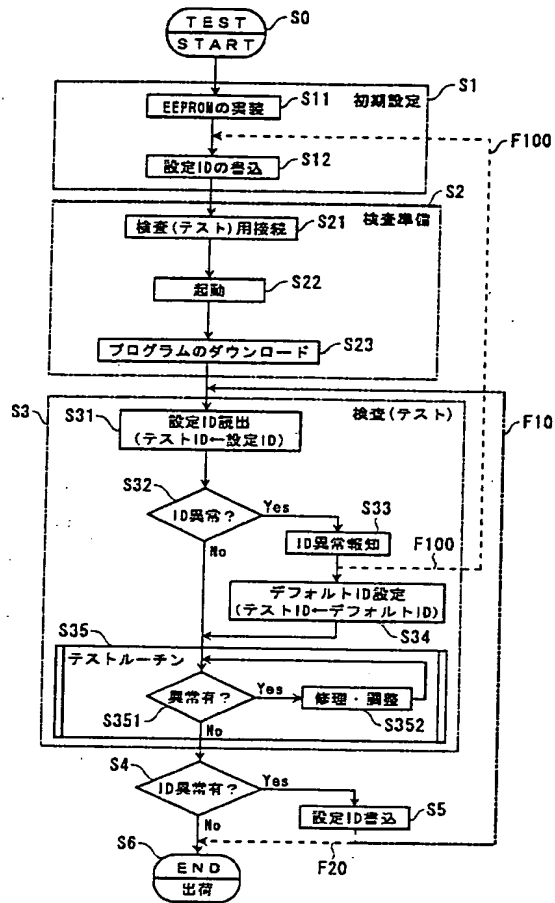 TEST
START
S0
S1
EEPROMの実装
S11
初期設定
F100
設定IDの書込
S12
S2
検査(テスト)用接続
S21
検査準備
起動
S22
プログラムのダウンロード
S23
S3
S31
検査(テスト)
F10
設定ID読出
(テストID←設定ID)
S32
ID異常?
Yes
S33
No
ID異常報知
F100
デフォルトID設定
(テストID←デフォルトID)
S34
S35
テストルーチン
異常有?
Yes
修理・調整
S351
No
S352
S4
ID異常有?
Yes
S5
No
設定ID書込
S6
F20
END
出荷